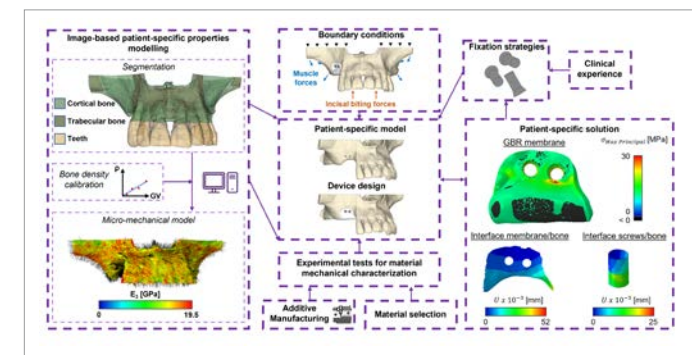 Image-based patient-specific properties
modelling
Segmentation
Cortical bone
Trabecular bone
Teeth
Bone density
calibration
ρ
GV
Micro-mechanical model
E₃ [GPa]
0
19.5
Boundary conditions
Muscle
forces
Incisal biting forces
Patient-specific model
Device design
Experimental tests for material
mechanical characterization
Additive
Manufacturing
Material selection
Fixation strategies
Clinical
experience
Patient-specific solution
GBR membrane
σMax Principal [MPa]
30
0
< 0
Interface membrane/bone
Interface screws/bone
U x 10⁻³ [mm]
0
52
U x 10⁻³ [mm]
0
25